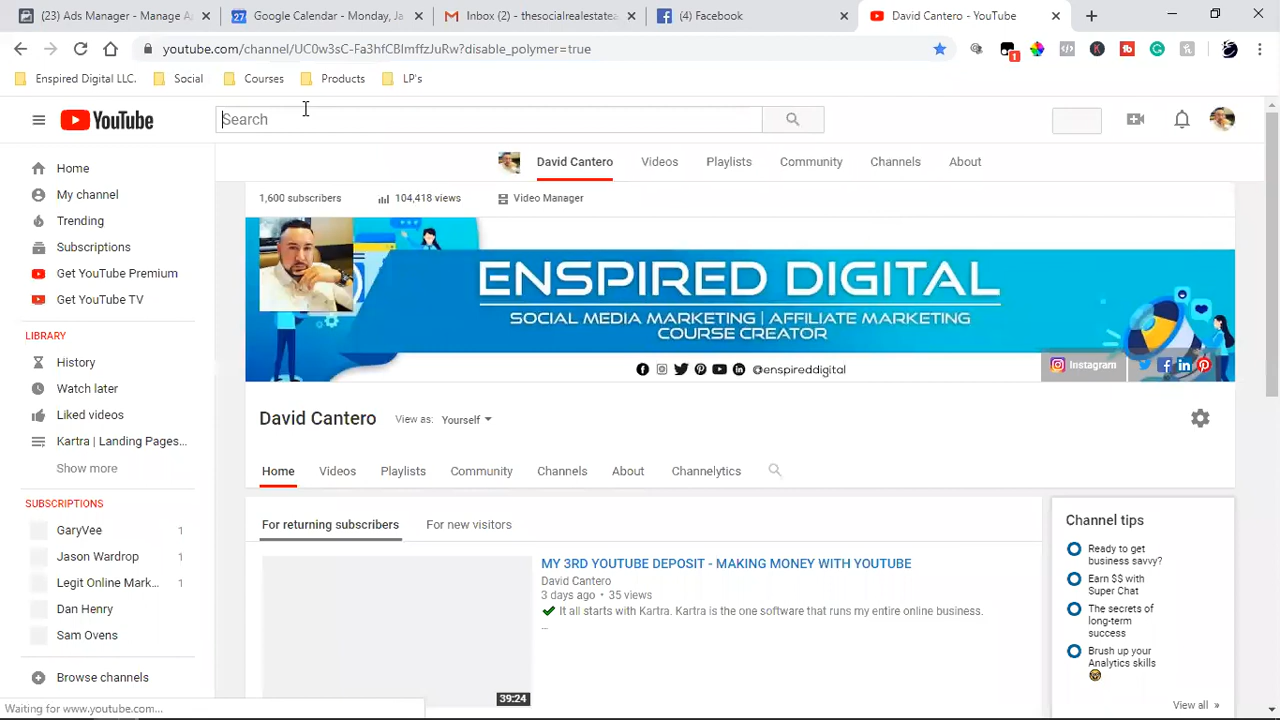 (23) Ads Manager - Manage A
Google Calendar - Monday,
Inbox (2) - thesocialrealestate
(4) Facebook
David Cantero - YouTube
youtube.com/channel/UC0w3sC-Fa3hfCBlmffzJuRw?disable_polymer=true
1
Enspired Digital LLC.
Social
Courses
Products
LP's
YouTube
Search
David Cantero
Videos
Playlists
Community
Channels
About
Home
My channel
Trending
Subscriptions
Get YouTube Premium
Get YouTube TV
LIBRARY
History
Watch later
Liked videos
Kartra | Landing Pages...
Show more
SUBSCRIPTIONS
GaryVee 1
Jason Wardrop 1
Legit Online Mark... 1
Dan Henry
Sam Ovens
Browse channels
1,600 subscribers
104,418 views
Video Manager
ENSPIRED DIGITAL
SOCIAL MEDIA MARKETING | AFFILIATE MARKETING
COURSE CREATOR
@enspireddigital
Instagram
David Cantero
View as: Yourself
Home
Videos
Playlists
Community
Channels
About
Channelytics
For returning subscribers
For new visitors
39:24
MY 3RD YOUTUBE DEPOSIT - MAKING MONEY WITH YOUTUBE
David Cantero
3 days ago • 35 views
It all starts with Kartra. Kartra is the one software that runs my entire online business.
...
Channel tips
Ready to get
business savvy?
Earn $$ with
Super Chat
The secrets of
long-term
success
Brush up your
Analytics skills
View all »
Waiting for www.youtube.com...